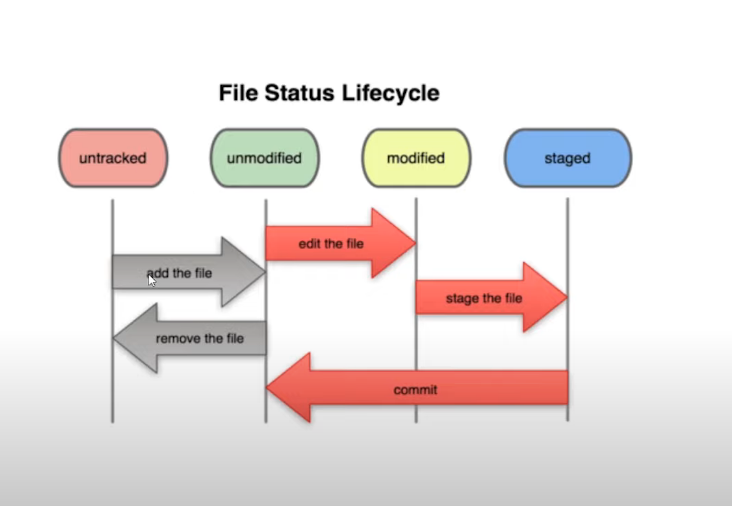 File Status Lifecycle
untracked
unmodified
modified
staged
edit the file
add the file
stage the file
remove the file
commit